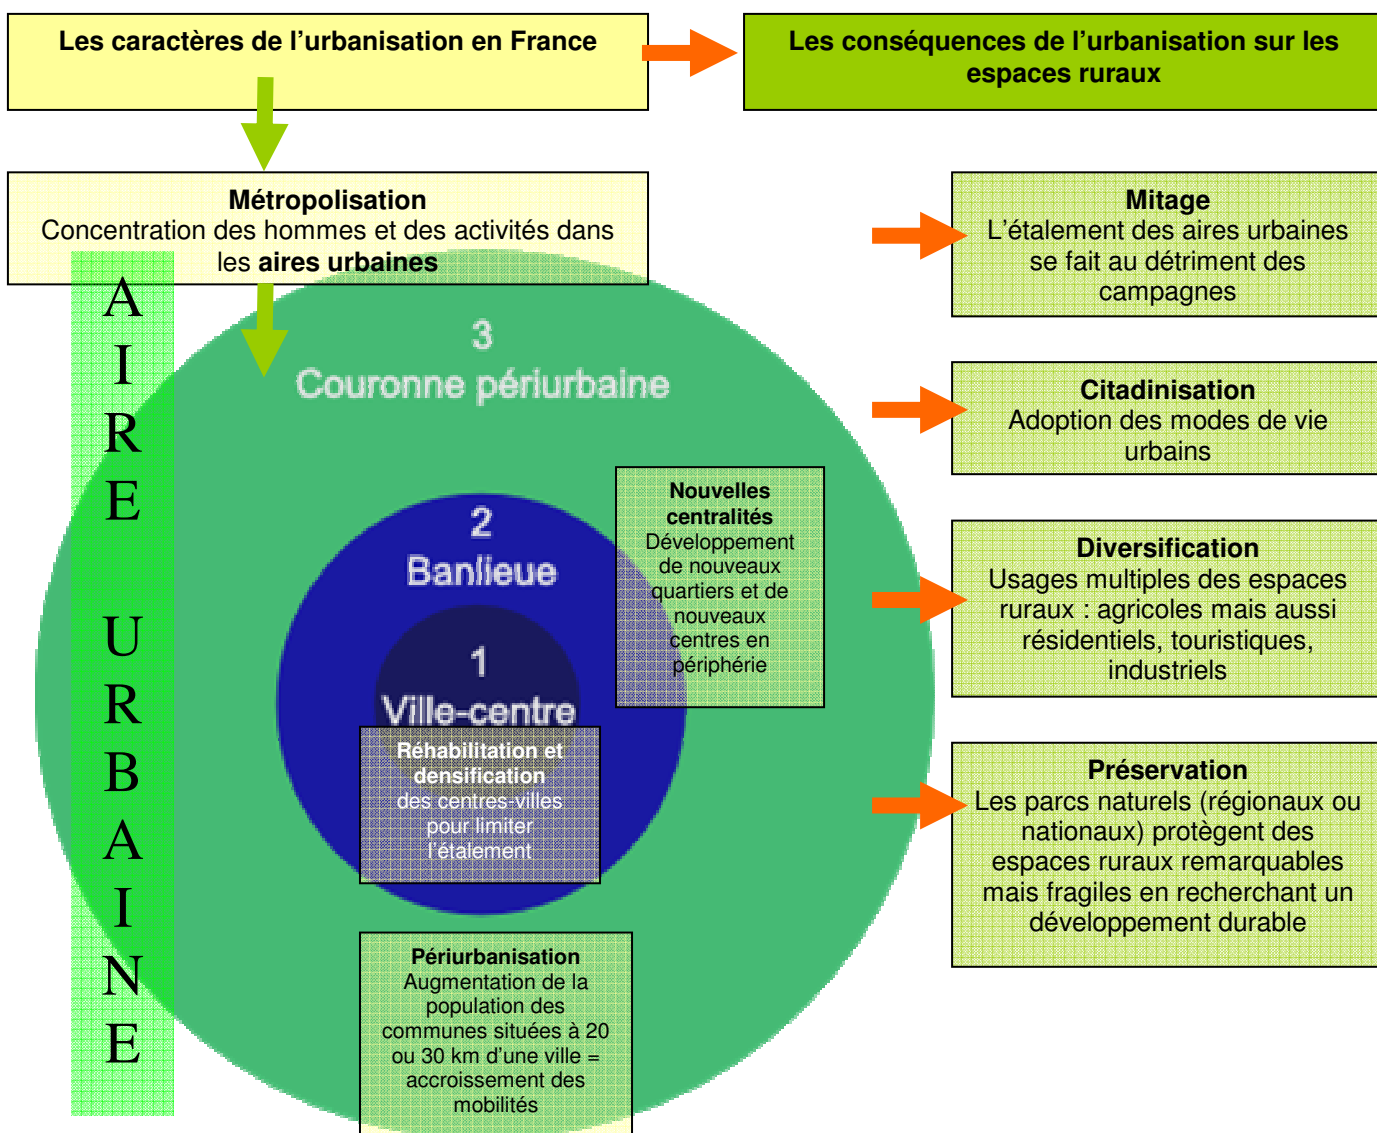 Les caractères de l'urbanisation en France
Les conséquences de l'urbanisation sur les
espaces ruraux
Métropolisation
Concentration des hommes et des activités dans
les aires urbaines
AIRE URBAINE
3
Couronne périurbaine
2
Banlieue
1
Ville-centre
Nouvelles
centralités
Développement
de nouveaux
quartiers et de
nouveaux
centres en
périphérie
Réhabilitation et
densification
des centres-villes
pour limiter
l'étalement
Périurbanisation
Augmentation de la
population des
communes situées à 20
ou 30 km d'une ville =
accroissement des
mobilités
Mitage
L'étalement des aires urbaines
se fait au détriment des
campagnes
Citadinisation
Adoption des modes de vie
urbains
Diversification
Usages multiples des espaces
ruraux : agricoles mais aussi
résidentiels, touristiques,
industriels
Préservation
Les parcs naturels (régionaux ou
nationaux) protègent des
espaces ruraux remarquables
mais fragiles en recherchant un
développement durable